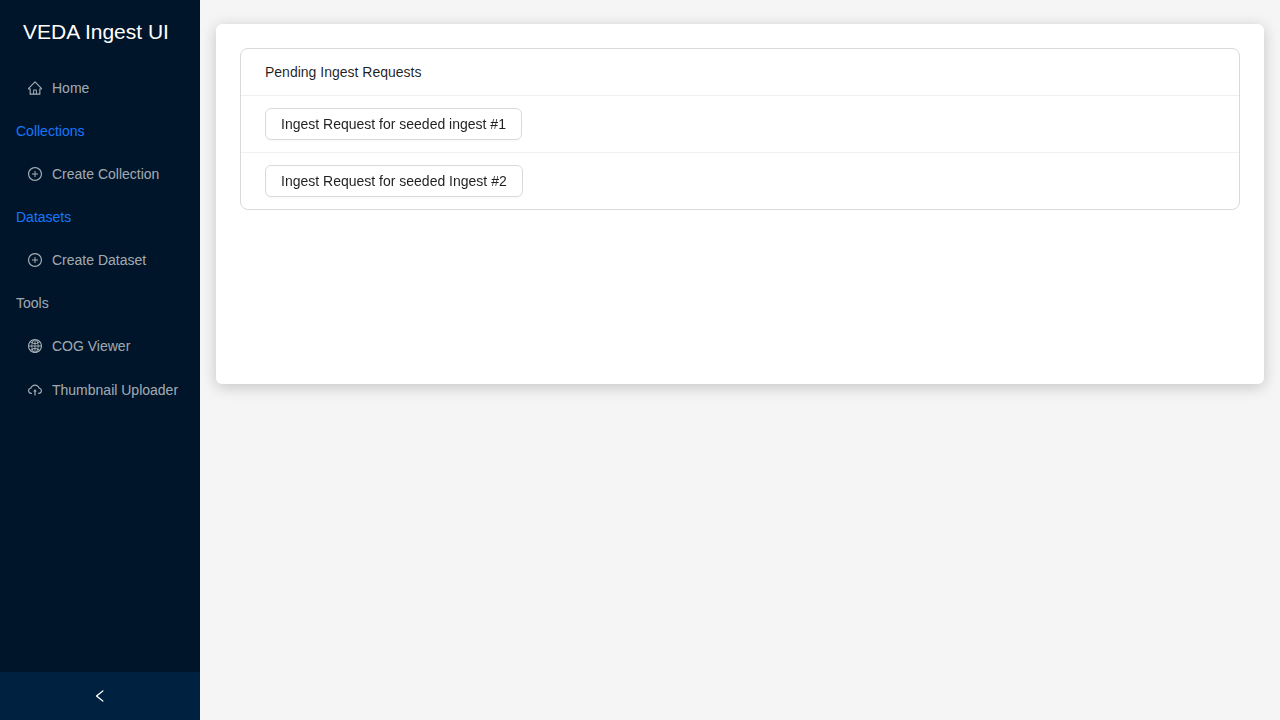 VEDA Ingest UI
Home
Collections
Create Collection
Datasets
Create Dataset
Tools
COG Viewer
Thumbnail Uploader
Pending Ingest Requests
Ingest Request for seeded ingest #1
Ingest Request for seeded Ingest #2